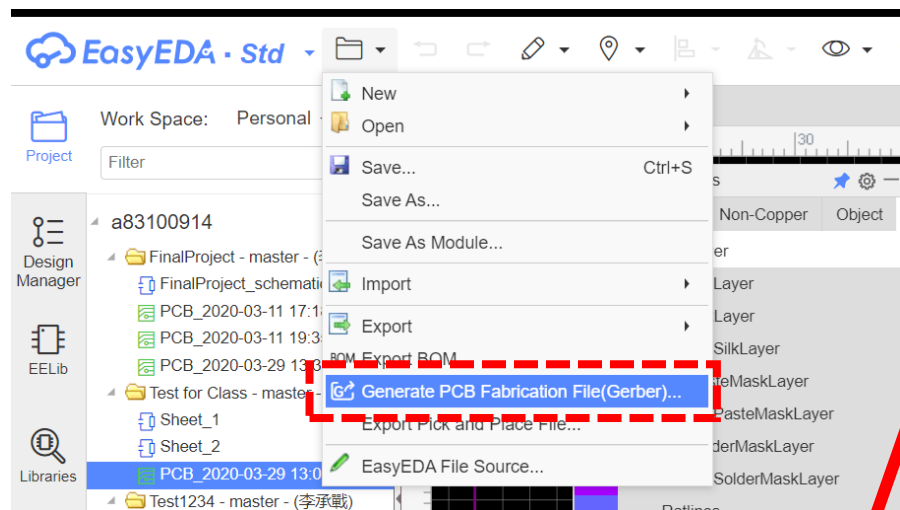 EasyEDA · Std
Work Space: Personal
Project
Filter
a83100914
Design
Manager
FinalProject - master - (
FinalProject_schemati
PCB_2020-03-11 17:1
PCB_2020-03-11 19:3
PCB_2020-03-29 13:3
EELib
Test for Class - master -
Sheet_1
Sheet_2
Libraries
PCB_2020-03-29 13:0
Test1234 - master - (李承戰)
New
Open
Save... Ctrl+S
Save As...
Save As Module...
Import
Export
BOM Export BOM...
G Generate PCB Fabrication File(Gerber)...
Export Pick and Place File...
EasyEDA File Source...
30
s
Non-Copper Object
er
Layer
Layer
SilkLayer
teMaskLayer
PasteMaskLayer
derMaskLayer
SolderMaskLayer
Ratlines